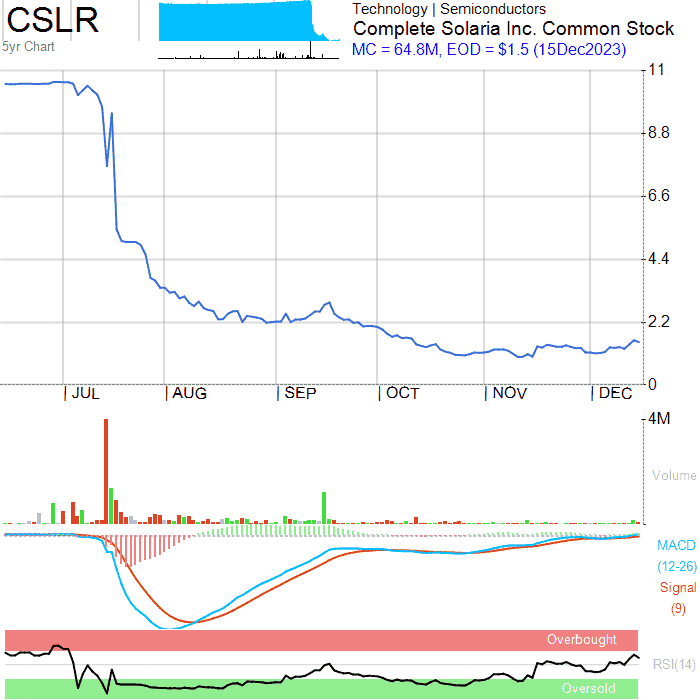 CSLR
5yr Chart
Technology | Semiconductors
Complete Solaria Inc. Common Stock
MC = 64.8M, EOD = $1.5 (15Dec2023)
11
8.8
6.6
4.4
2.2
0
| JUL | AUG | SEP | OCT | NOV | DEC
4M
Volume
MACD
(12-26)
Signal
(9)
Overbought
RSI(14)
Oversold